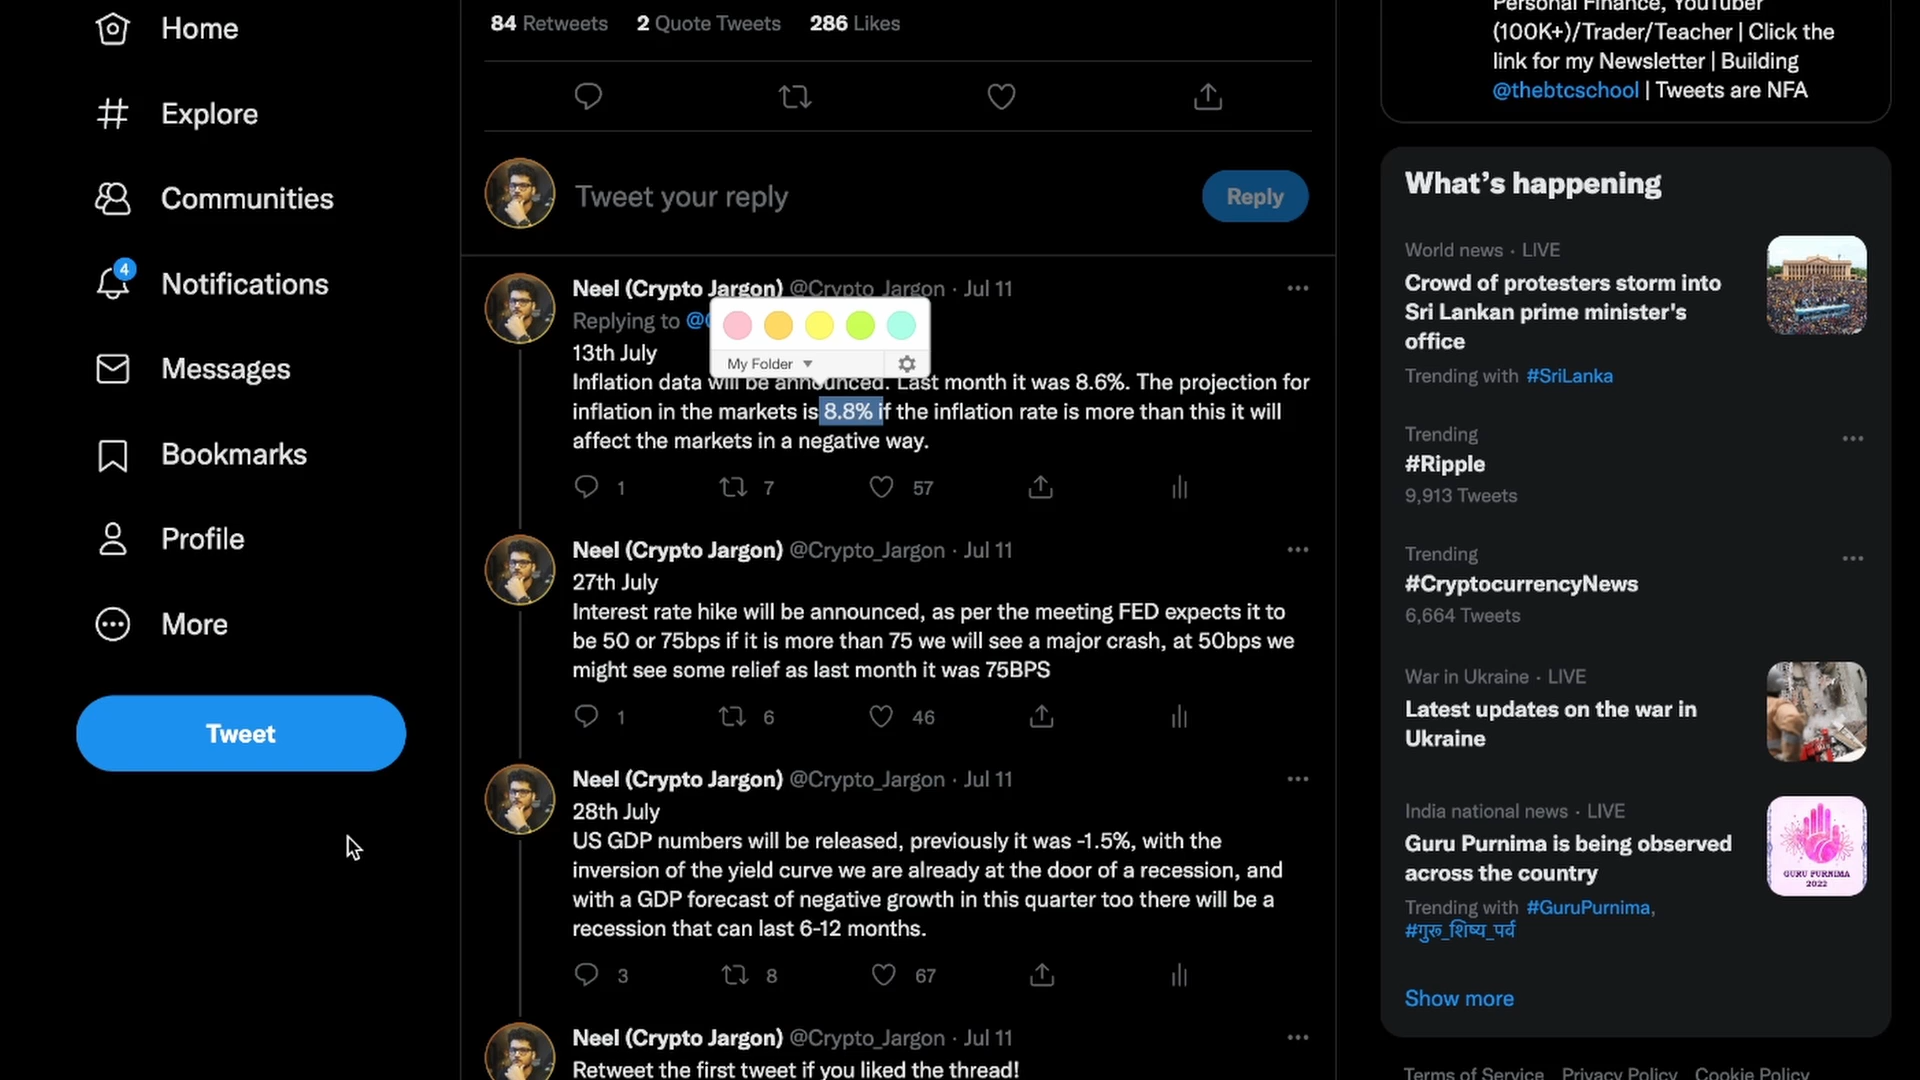 Home
Explore
Communities
4
Notifications
Messages
Bookmarks
Profile
More
Tweet
84 Retweets 2 Quote Tweets 286 Likes
Tweet your reply
Reply
Neel (Crypto Jargon) @Crypto_Jargon · Jul 11
Replying to
My Folder
13th July
Inflation data will be announced. Last month it was 8.6%. The projection for
inflation in the markets is 8.8% if the inflation rate is more than this it will
affect the markets in a negative way.
1 7 57
Neel (Crypto Jargon) @Crypto_Jargon · Jul 11
27th July
Interest rate hike will be announced, as per the meeting FED expects it to
be 50 or 75bps if it is more than 75 we will see a major crash, at 50bps we
might see some relief as last month it was 75BPS
1 6 46
Neel (Crypto Jargon) @Crypto_Jargon · Jul 11
28th July
US GDP numbers will be released, previously it was -1.5%, with the
inversion of the yield curve we are already at the door of a recession, and
with a GDP forecast of negative growth in this quarter too there will be a
recession that can last 6-12 months.
3 8 67
Neel (Crypto Jargon) @Crypto_Jargon · Jul 11
Retweet the first tweet if you liked the thread!
Personal Finance, YouTuber
(100K+)/Trader/Teacher | Click the
link for my Newsletter | Building
@thebtcschool | Tweets are NFA
What's happening
World news · LIVE
Crowd of protesters storm into
Sri Lankan prime minister's
office
Trending with #SriLanka
Trending
#Ripple
9,913 Tweets
Trending
#CryptocurrencyNews
6,664 Tweets
War in Ukraine · LIVE
Latest updates on the war in
Ukraine
India national news · LIVE
Guru Purnima is being observed
across the country
GURU PURNIMA
2022
Trending with #GuruPurnima,
#गुरू_शिष्य_पर्व
Show more
Terms of Service Privacy Policy Cookie Policy